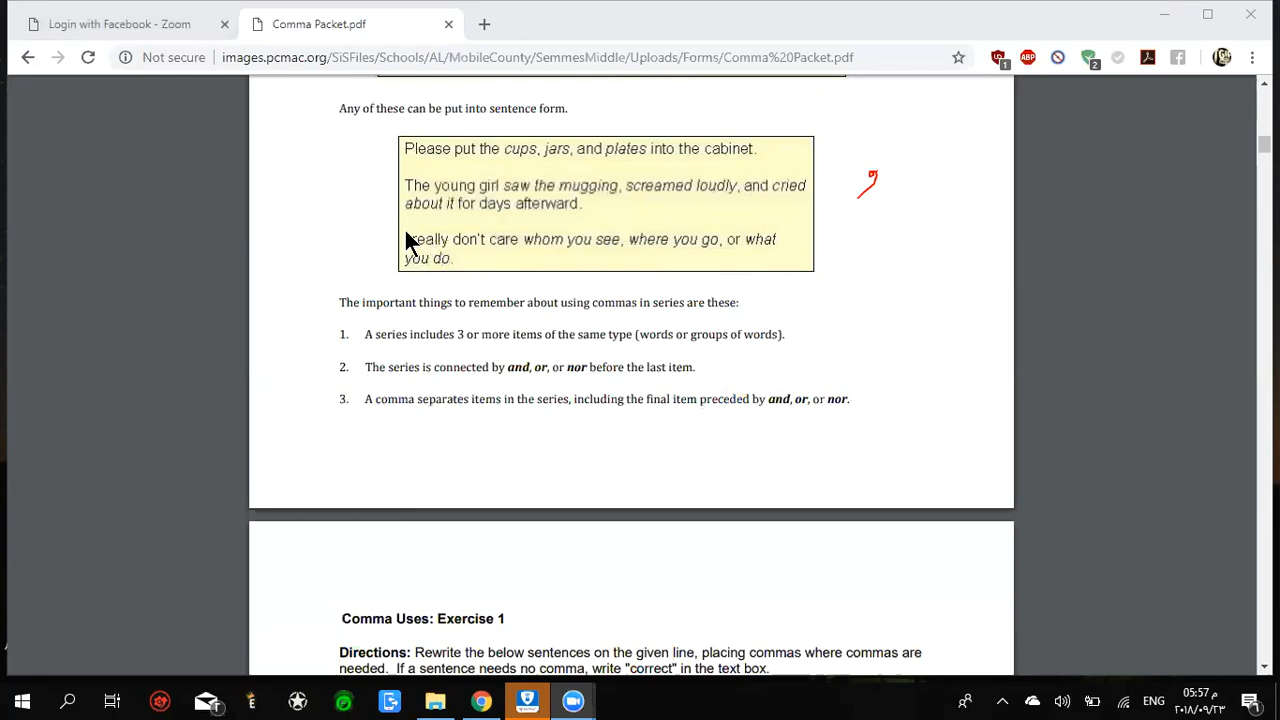 Login with Facebook - Zoom
Comma Packet.pdf
Not secure
images.pcmac.org/SiSFiles/Schools/AL/MobileCounty/SemmesMiddle/Uploads/Forms/Comma%20Packet.pdf
1
ABP
2
Any of these can be put into sentence form.
Please put the cups, jars, and plates into the cabinet.
The young girl saw the mugging, screamed loudly, and cried
about it for days afterward.
really don't care whom you see, where you go, or what
you do.
,
The important things to remember about using commas in series are these:
1. A series includes 3 or more items of the same type (words or groups of words).
2. The series is connected by and, or, or nor before the last item.
3. A comma separates items in the series, including the final item preceded by and, or, or nor.
Comma Uses: Exercise 1
Directions: Rewrite the below sentences on the given line, placing commas where commas are
needed. If a sentence needs no comma, write "correct" in the text box.
ENG
05:57 م
٢٠١٨/٠٩/٢٣